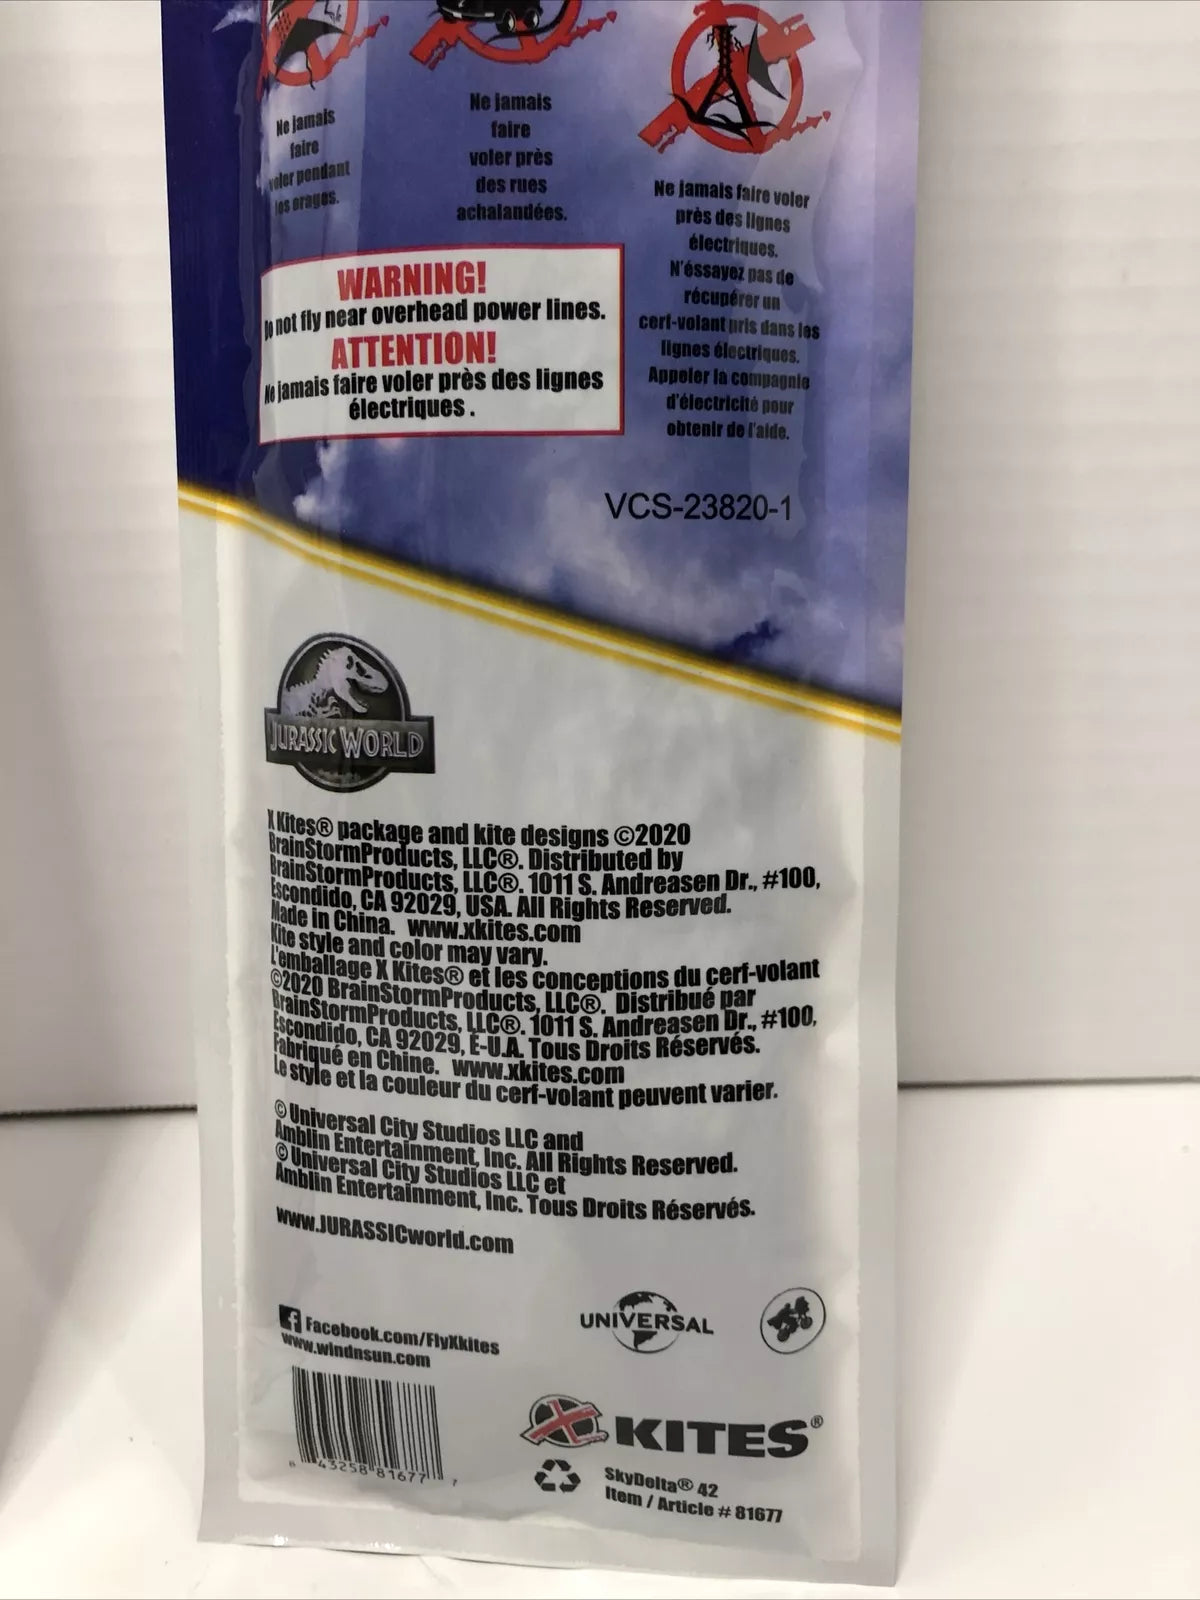 Ne jamais
faire
voler pendant
les orages.
Ne jamais
faire
voler près
des rues
achalandées.
Ne jamais faire voler
près des lignes
électriques.
N'éssayez pas de
récupérer un
cerf-volant pris dans les
lignes électriques.
Appeler la compagnie
d'électricité pour
obtenir de l'aide.
WARNING!
Do not fly near overhead power lines.
ATTENTION!
Ne jamais faire voler près des lignes
électriques .
VCS-23820-1
JURASSIC WORLD
X Kites® package and kite designs ©2020
BrainStormProducts, LLC®. Distributed by
BrainStormProducts, LLC®. 1011 S. Andreasen Dr., #100,
Escondido, CA 92029, USA. All Rights Reserved.
Made in China. www.xkites.com
Kite style and color may vary.
L'emballage X Kites® et les conceptions du cerf-volant
©2020 BrainStormProducts, LLC®. Distribué par
BrainStormProducts, LLC®. 1011 S. Andreasen Dr., #100,
Escondido, CA 92029, É-U.A. Tous Droits Réservés.
Fabriqué en Chine. www.xkites.com
Le style et la couleur du cerf-volant peuvent varier.
© Universal City Studios LLC and
Amblin Entertainment, Inc. All Rights Reserved.
© Universal City Studios LLC et
Amblin Entertainment, Inc. Tous Droits Réservés.
www.JURASSICworld.com
f Facebook.com/FlyXkites
www.windnsun.com
UNIVERSAL
8 43258 81677 7
X KITES®
SkyDelta® 42
Item / Article # 81677